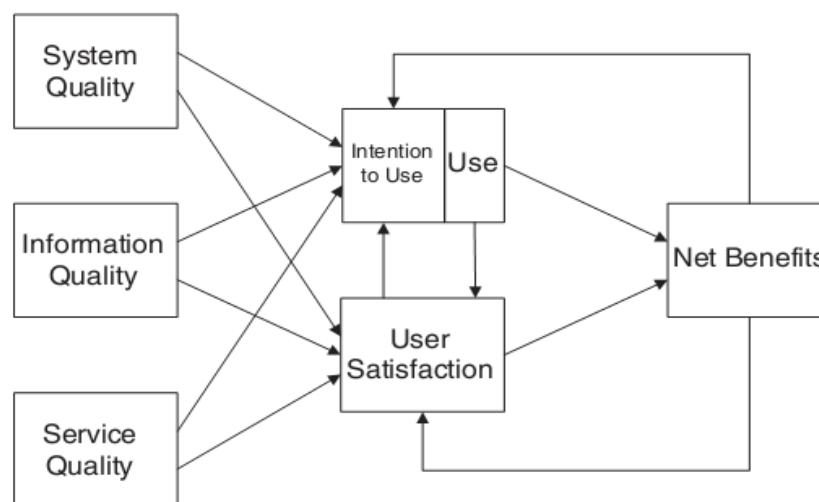 System
Quality
Intention
to Use
Use
Information
Quality
Net Benefits
User
Satisfaction
Service
Quality